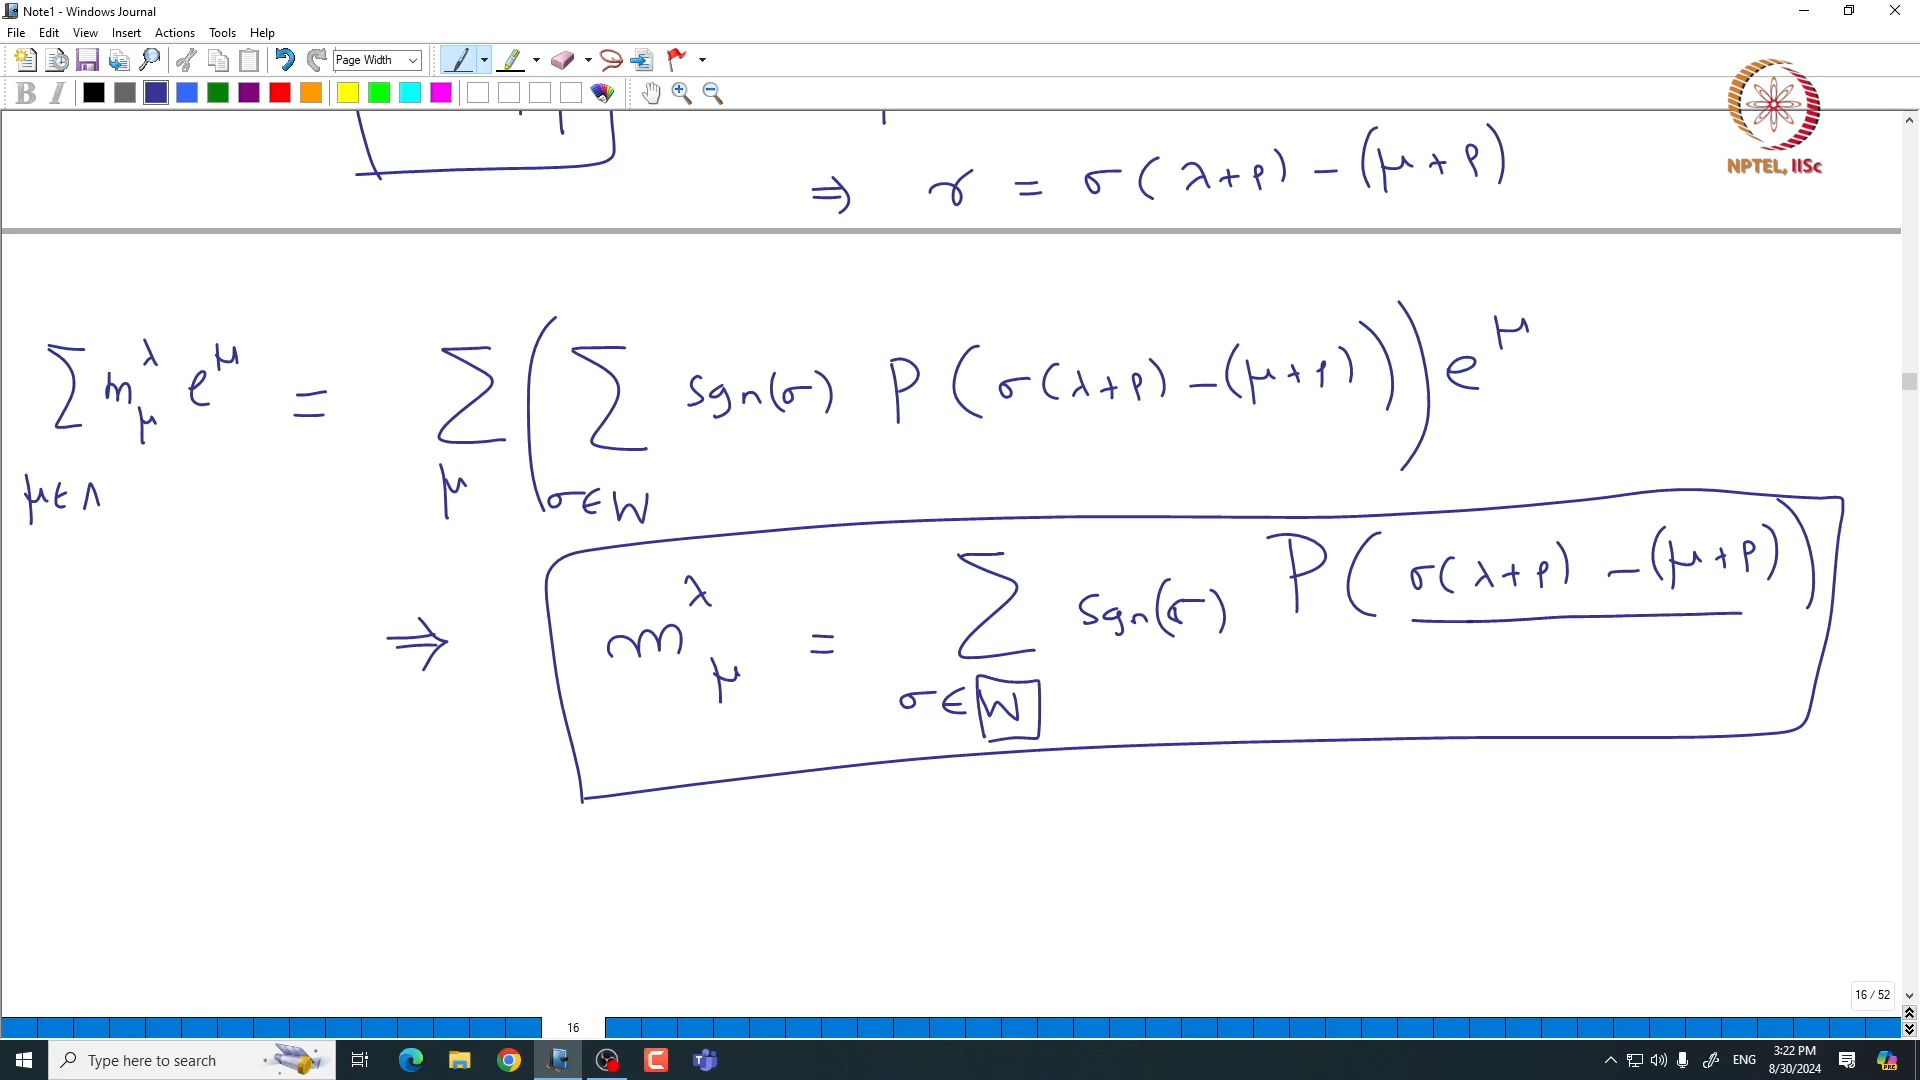 Note1 - Windows Journal
File Edit View Insert Actions Tools Help
Page Width
B I
NPTEL, IISc
⇒ γ = σ(λ+ρ) - (μ+ρ)
∑ m^λ_μ e^μ = ∑ ( ∑ sgn(σ) P(σ(λ+ρ) - (μ+ρ)) ) e^μ
μ∈Λ μ σ∈W
⇒ m^λ_μ = ∑ sgn(σ) P(σ(λ+ρ) - (μ+ρ))
σ∈W
16 / 52
16
Type here to search
ENG
3:22 PM
8/30/2024